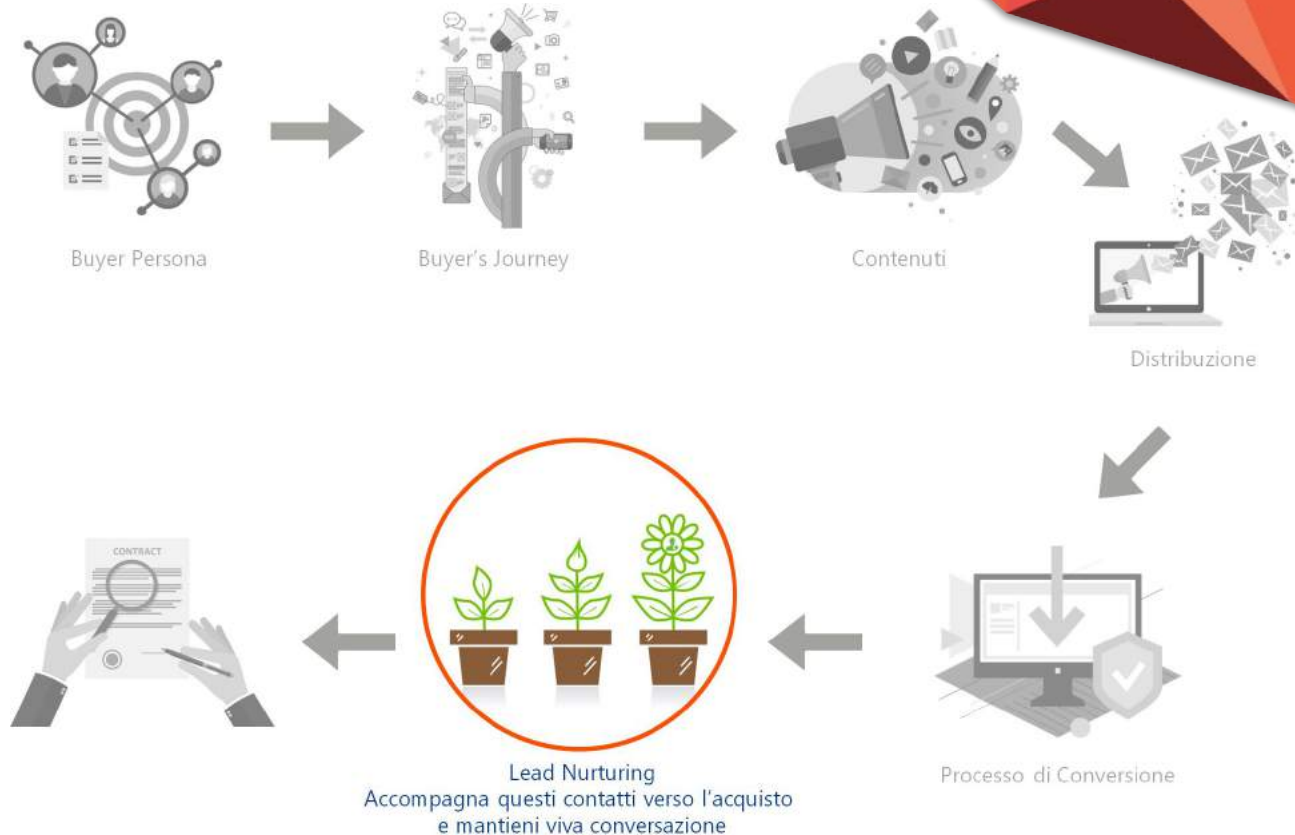 Buyer Persona
Buyer's Journey
Contenuti
Distribuzione
CONTRACT
Lead Nurturing
Accompagna questi contatti verso l'acquisto
e mantieni viva conversazione
Processo di Conversione